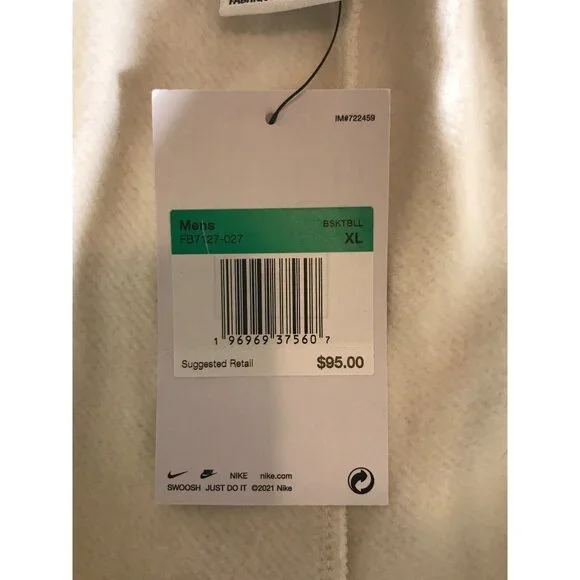 IM#722459
Mens BSKTBLL
FB7127-027 XL
1 96969 37560 7
Suggested Retail $95.00
NIKE nike.com
SWOOSH JUST DO IT ©2021 Nike